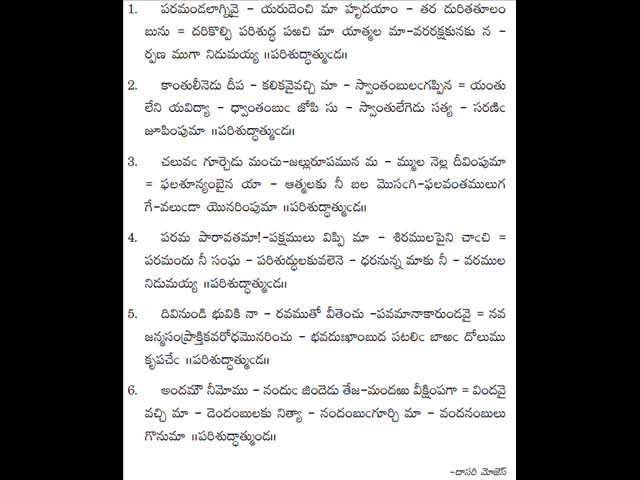 1. పరమండలాగ్నివై – యరుదెంచి మా హృదయాం – తర దురితతూలం
బును = దరికొల్పి పరిశుద్ధ పఱచి మా యాత్మల మా-వరరక్షకునకు న –
ర్పణ ముగా నిడుమయ్య ॥పరిశుద్ధాత్ముఁడ॥
2. కాంతులీనెడు దీప – కలికవైవచ్చి మా – స్వాంతంబులఁగప్పిన = యంతు
లేని యవిద్యా – ధ్వాంతంబుఁ జోపి సు – స్వాంతులేగెడు సత్య – సరణిఁ
జూపింపుమా ॥పరిశుద్ధాత్ముఁడ॥
3. చలువఁ గూర్చెడు మంచు-జల్లురూపమున మ – మ్ముల నెల్ల దీవింపుమా
= ఫలశూన్యంబైన యా – ఆత్మలకు నీ బల మొసఁగి-ఫలవంతములుగ
గే-వలుఁడా యొనరింపుమా ॥పరిశుద్ధాత్ముఁడ॥
4. పరమ పారావతమా!-పక్షములు విప్పి మా – శిరములపైని చాఁచి =
పరమందు నీ సంఘ – పరిశుద్ధులకువలెనె – ధరనున్న మాకు నీ – వరముల
నిడుమయ్య ॥పరిశుద్ధాత్ముఁడ॥
5. దివినుండి భువికి నా – రవముతో వీతెంచు -పవమానాకారుండవై = నవ
జన్మసంప్రాక్తికవరోధమొనరించు – భవదుఃఖాంబుద పటలిఁ బాఱఁ దోలుము
కృపచేఁ ॥పరిశుద్ధాత్ముఁడ॥
6. అందమౌ నీమోము – నందుఁ జిందెడు తేజ-మందఱు వీక్షింపగా = విందవై
వచ్చి మా – డెందంబులకు నిత్యా – నందంబుఁగూర్చి మా – వందనంబులు
గొనుమా ॥పరిశుద్ధాత్ముండ॥
-దాసరి మోజెస్